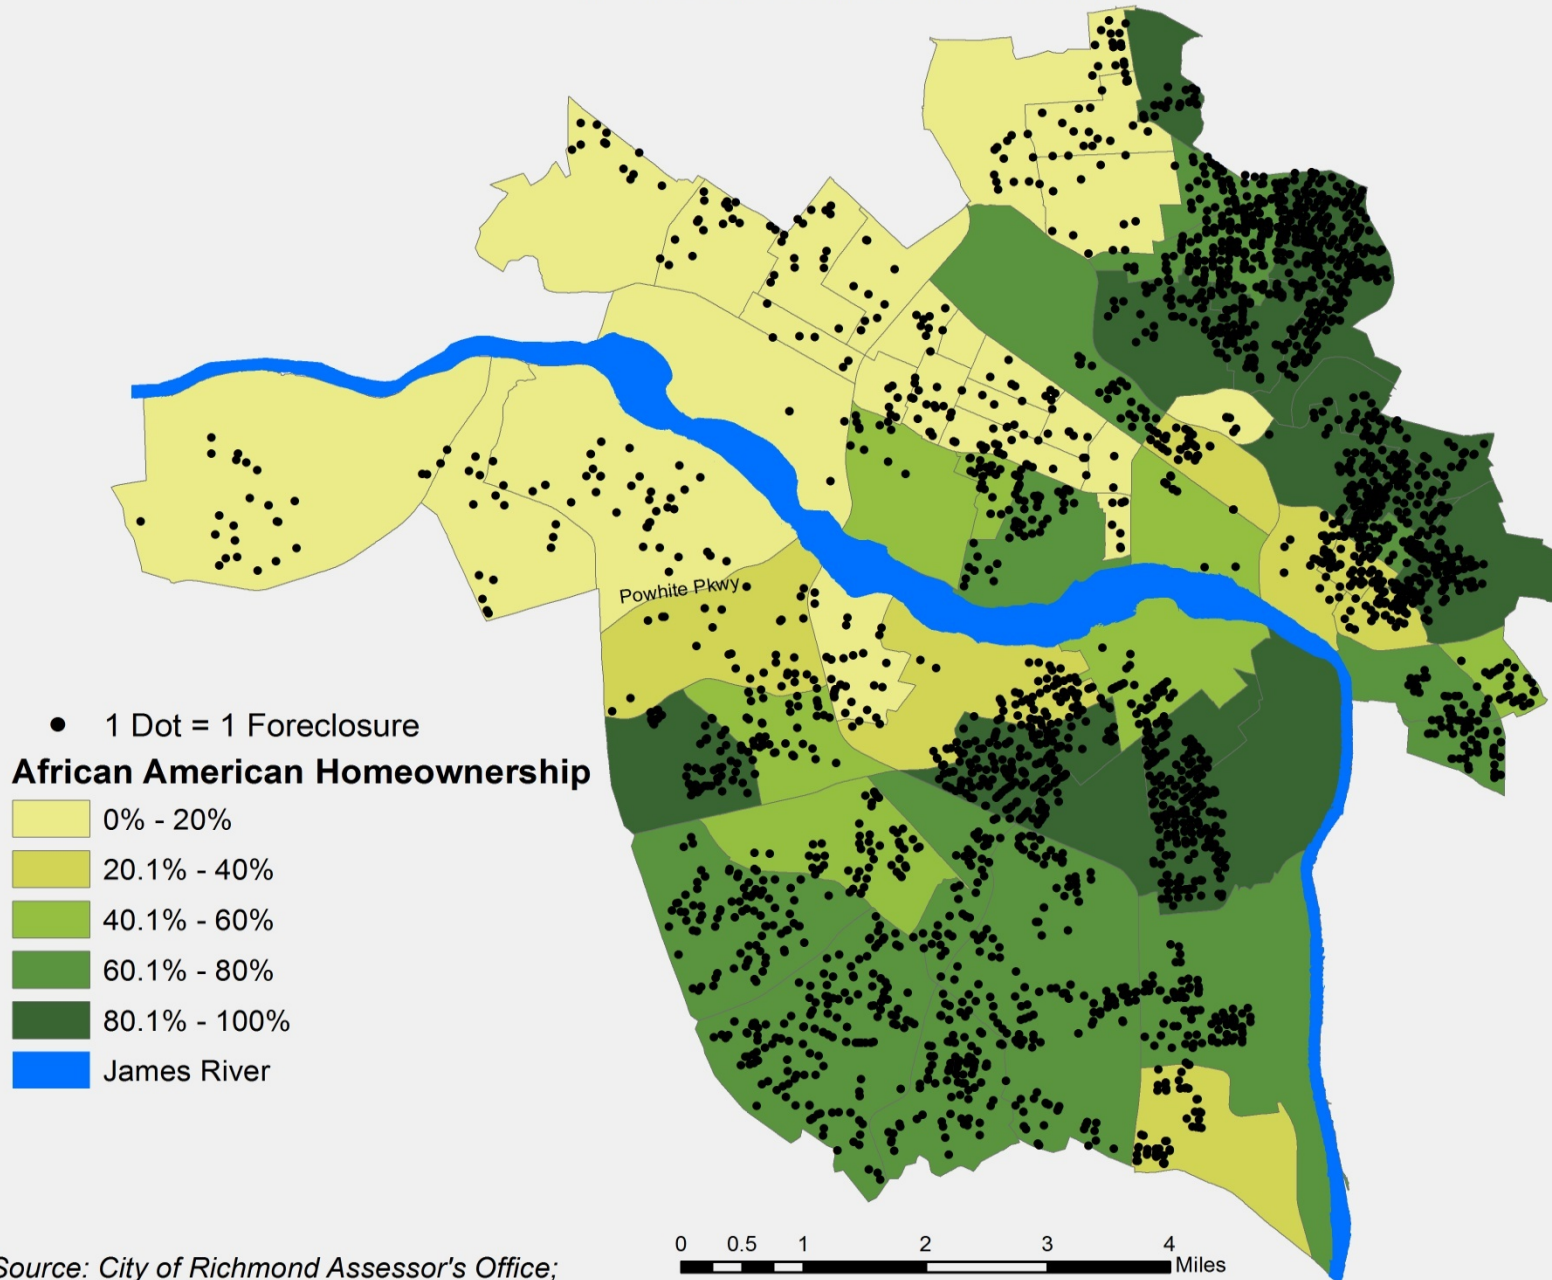 Powhite Pkwy
1 Dot = 1 Foreclosure
African American Homeownership
0% - 20%
20.1% - 40%
40.1% - 60%
60.1% - 80%
80.1% - 100%
James River
0 0.5 1 2 3 4
Miles
Source: City of Richmond Assessor's Office;